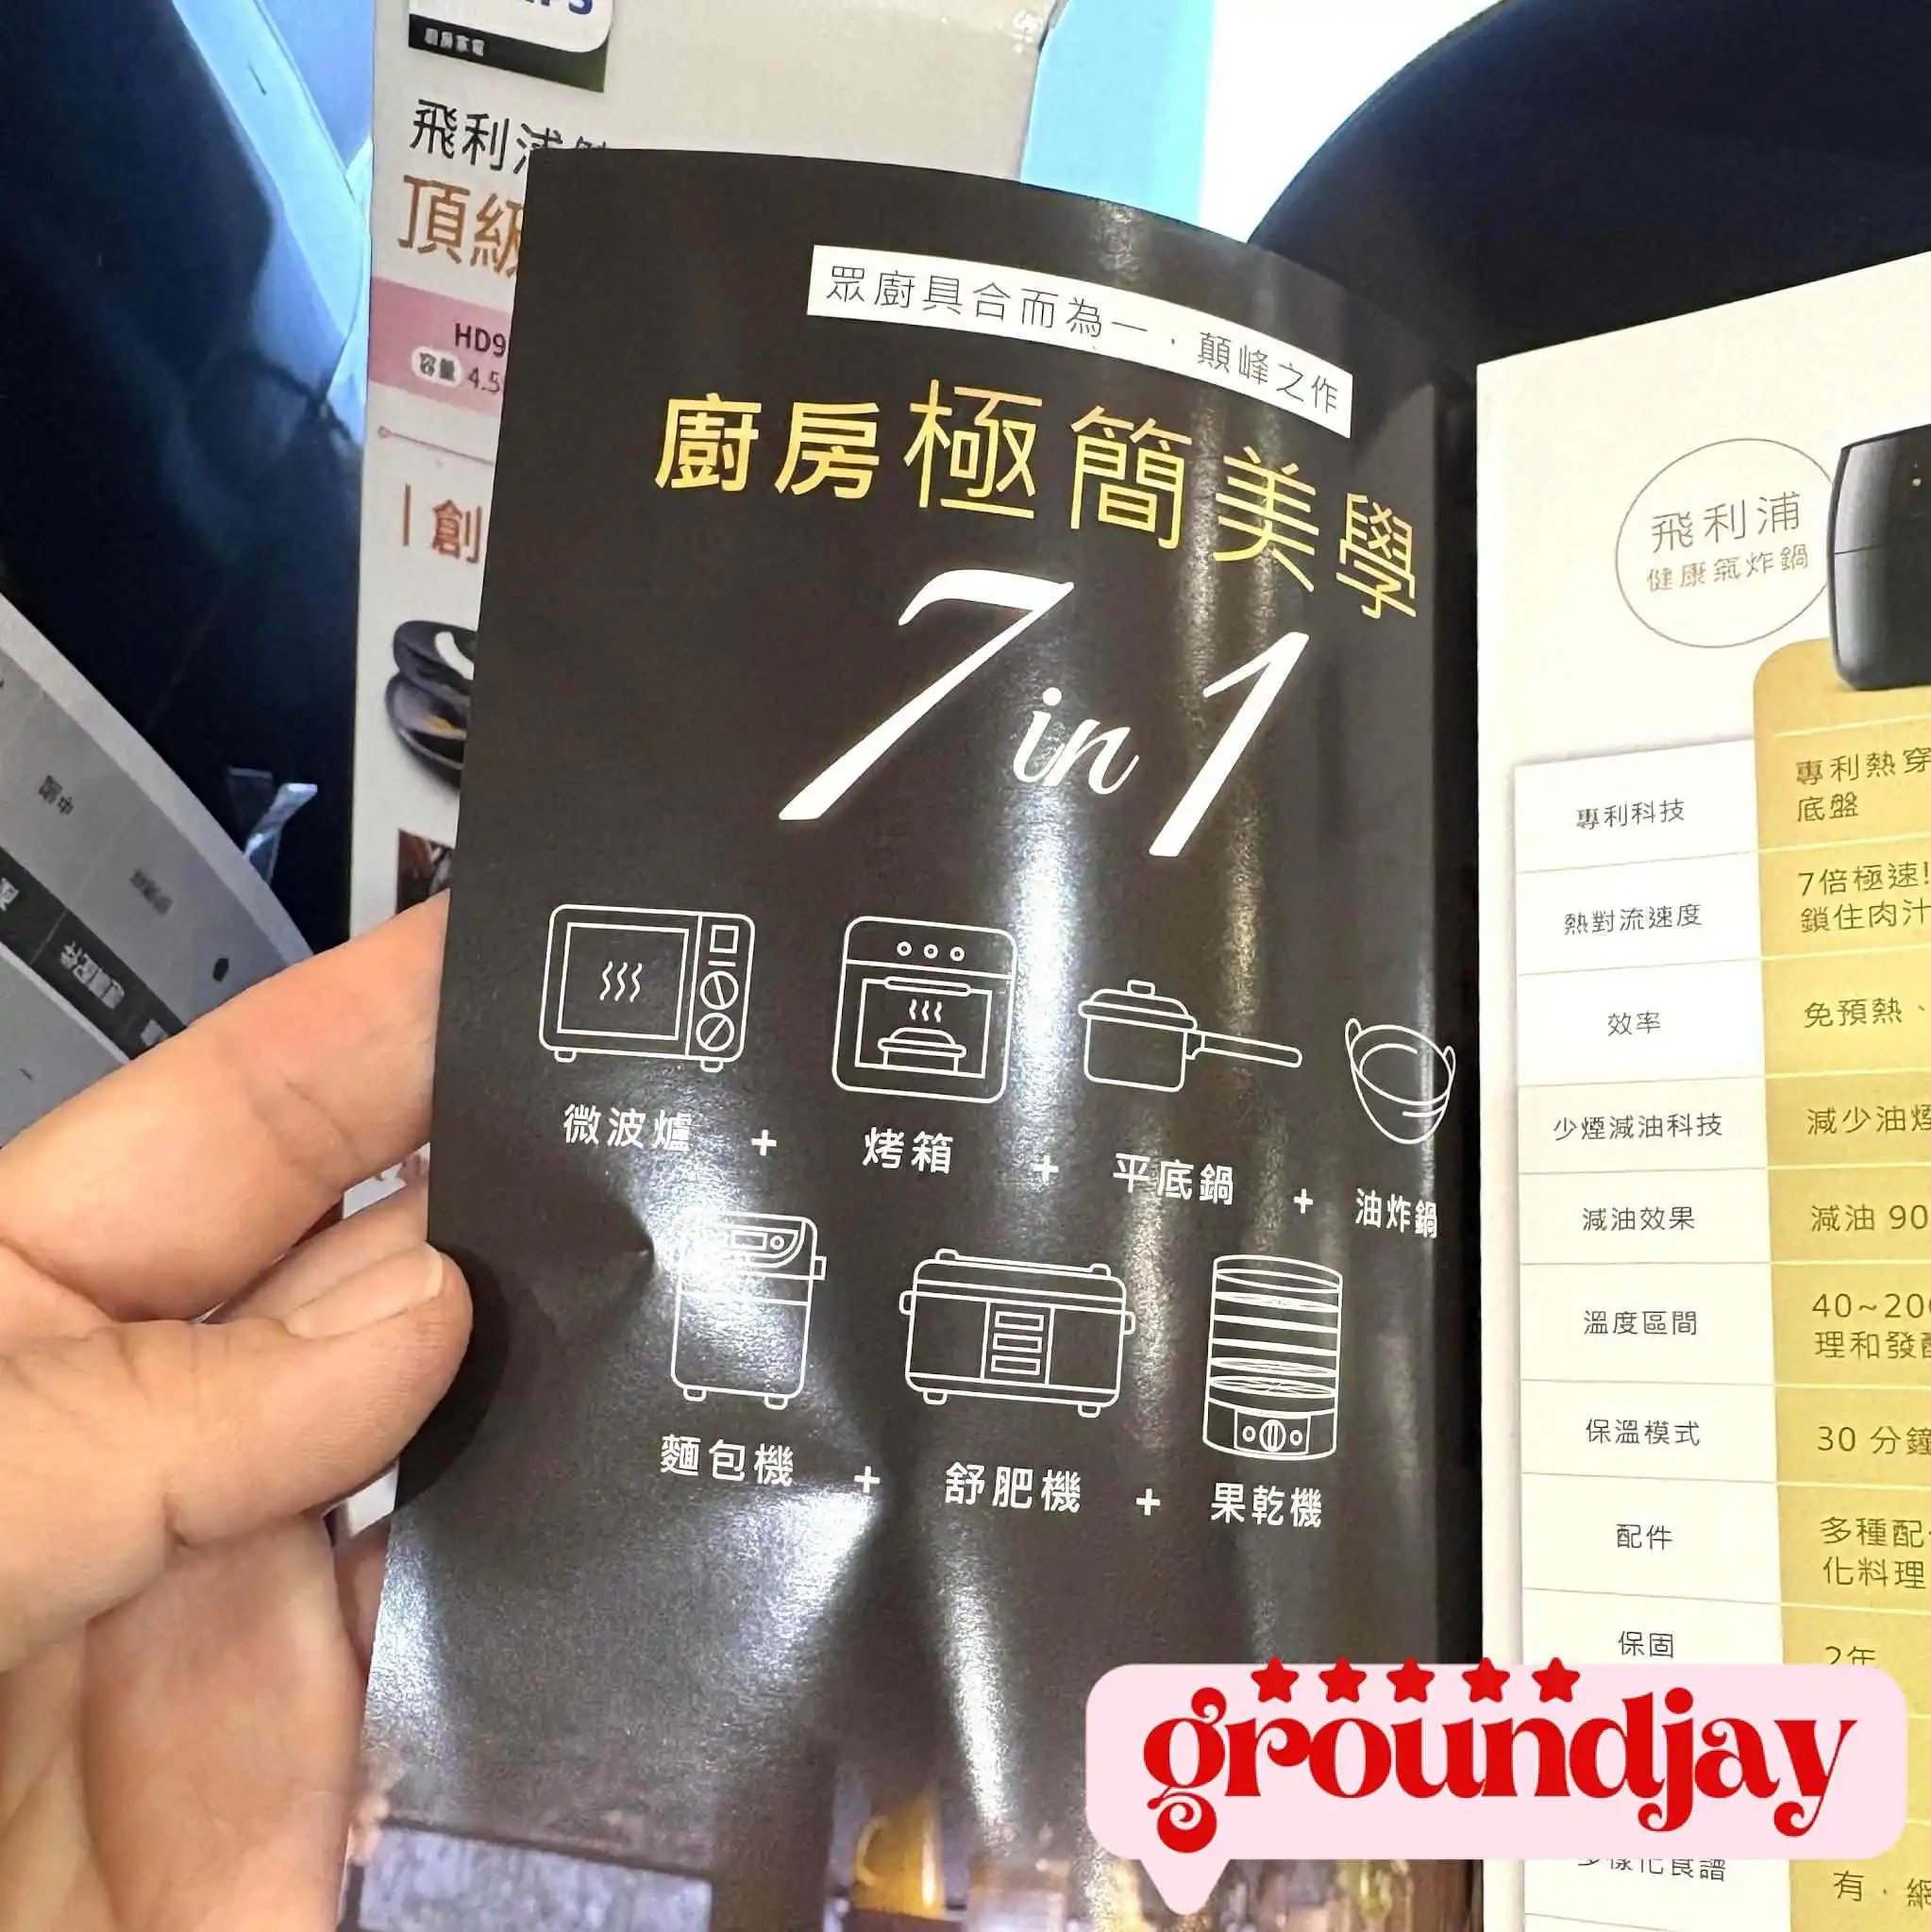 廚房家電
飛利浦
頂級
HD9
容量 4.5
創
眾廚具合而為一．顛峰之作
廚房極簡美學
7 in 1
微波爐 + 烤箱 + 平底鍋 + 油炸鍋
麵包機 + 舒肥機 + 果乾機
飛利浦
健康氣炸鍋
專利科技
專利熱穿
底盤
熱對流速度
7倍極速!
鎖住肉汁
效率
免預熱、
少煙減油科技
減少油煙
減油效果
減油 90
溫度區間
40~20
理和發酵
保溫模式
30 分鐘
配件
多種配
化料理
保固
2年
多樣化食譜
有．網
groundjay